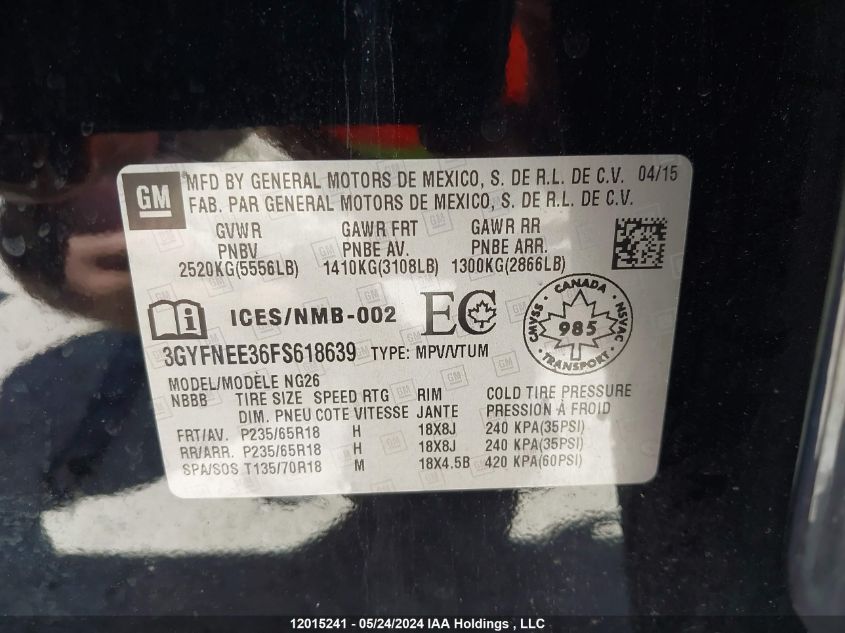 GM
MFD BY GENERAL MOTORS DE MEXICO, S. DE R.L. DE C.V. 04/15
FAB. PAR GENERAL MOTORS DE MEXICO, S. DE R.L. DE C.V.
GVWR GAWR FRT GAWR RR
PNBV PNBE AV. PNBE ARR.
2520KG(5556LB) 1410KG(3108LB) 1300KG(2866LB)
ICES/NMB-002 EC
CANADA CMVSS NSVAC 985 TRANSPORT
3GYFNEE36FS618639 TYPE: MPV/VTUM
MODEL/MODÈLE NG26
NBBB TIRE SIZE SPEED RTG RIM COLD TIRE PRESSURE
DIM. PNEU COTE VITESSE JANTE PRESSION À FROID
FRT/AV. P235/65R18 H 18X8J 240 KPA(35PSI)
RR/ARR. P235/65R18 H 18X8J 240 KPA(35PSI)
SPA/SOS T135/70R18 M 18X4.5B 420 KPA(60PSI)
12015241 - 05/24/2024 IAA Holdings , LLC